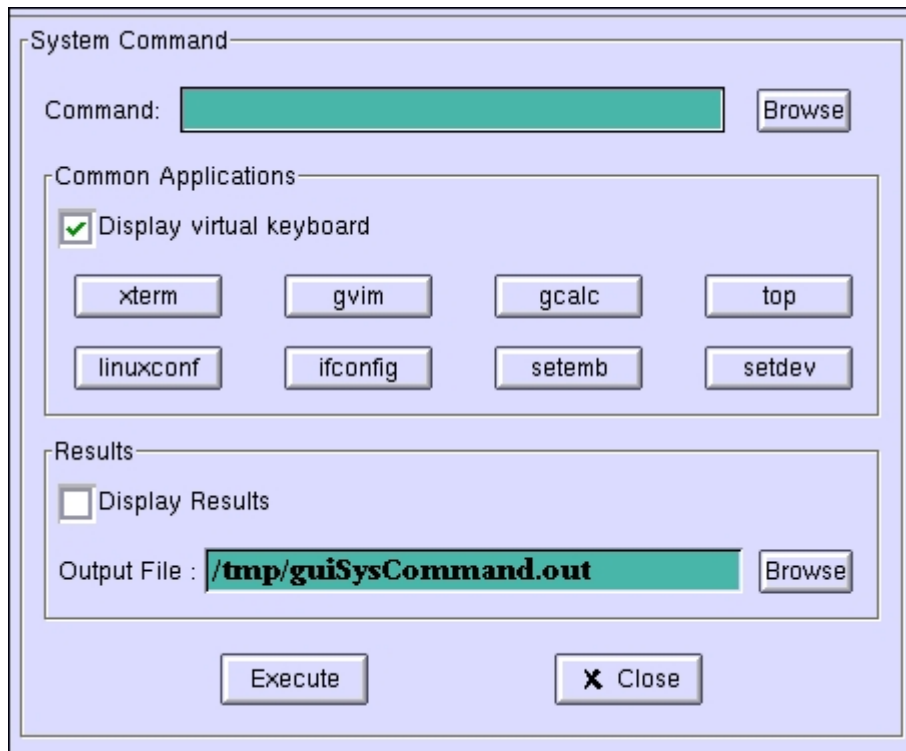 System Command
Command: Browse
Common Applications
Display virtual keyboard
xterm gvim gcalc top
linuxconf ifconfig setemb setdev
Results
Display Results
Output File : /tmp/guiSysCommand.out Browse
Execute Close